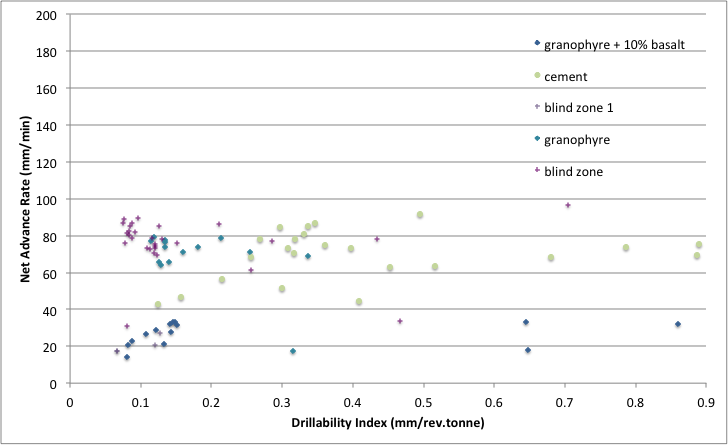 200
180
160
140
120
100
80
60
40
20
0
Net Advance Rate (mm/min)
granophyre + 10% basalt
cement
blind zone 1
granophyre
blind zone
0 0.1 0.2 0.3 0.4 0.5 0.6 0.7 0.8 0.9
Drillability Index (mm/rev.tonne)